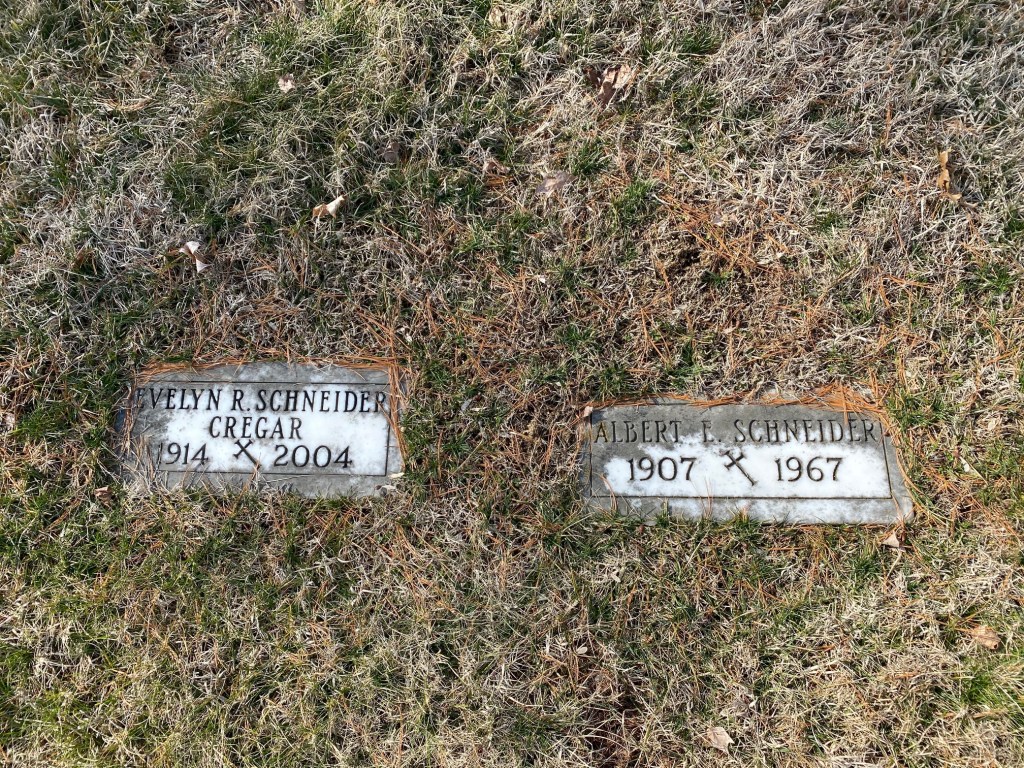 EVELYN R. SCHNEIDER
CREGAR
1914 2004
ALBERT E. SCHNEIDER
1907 1967